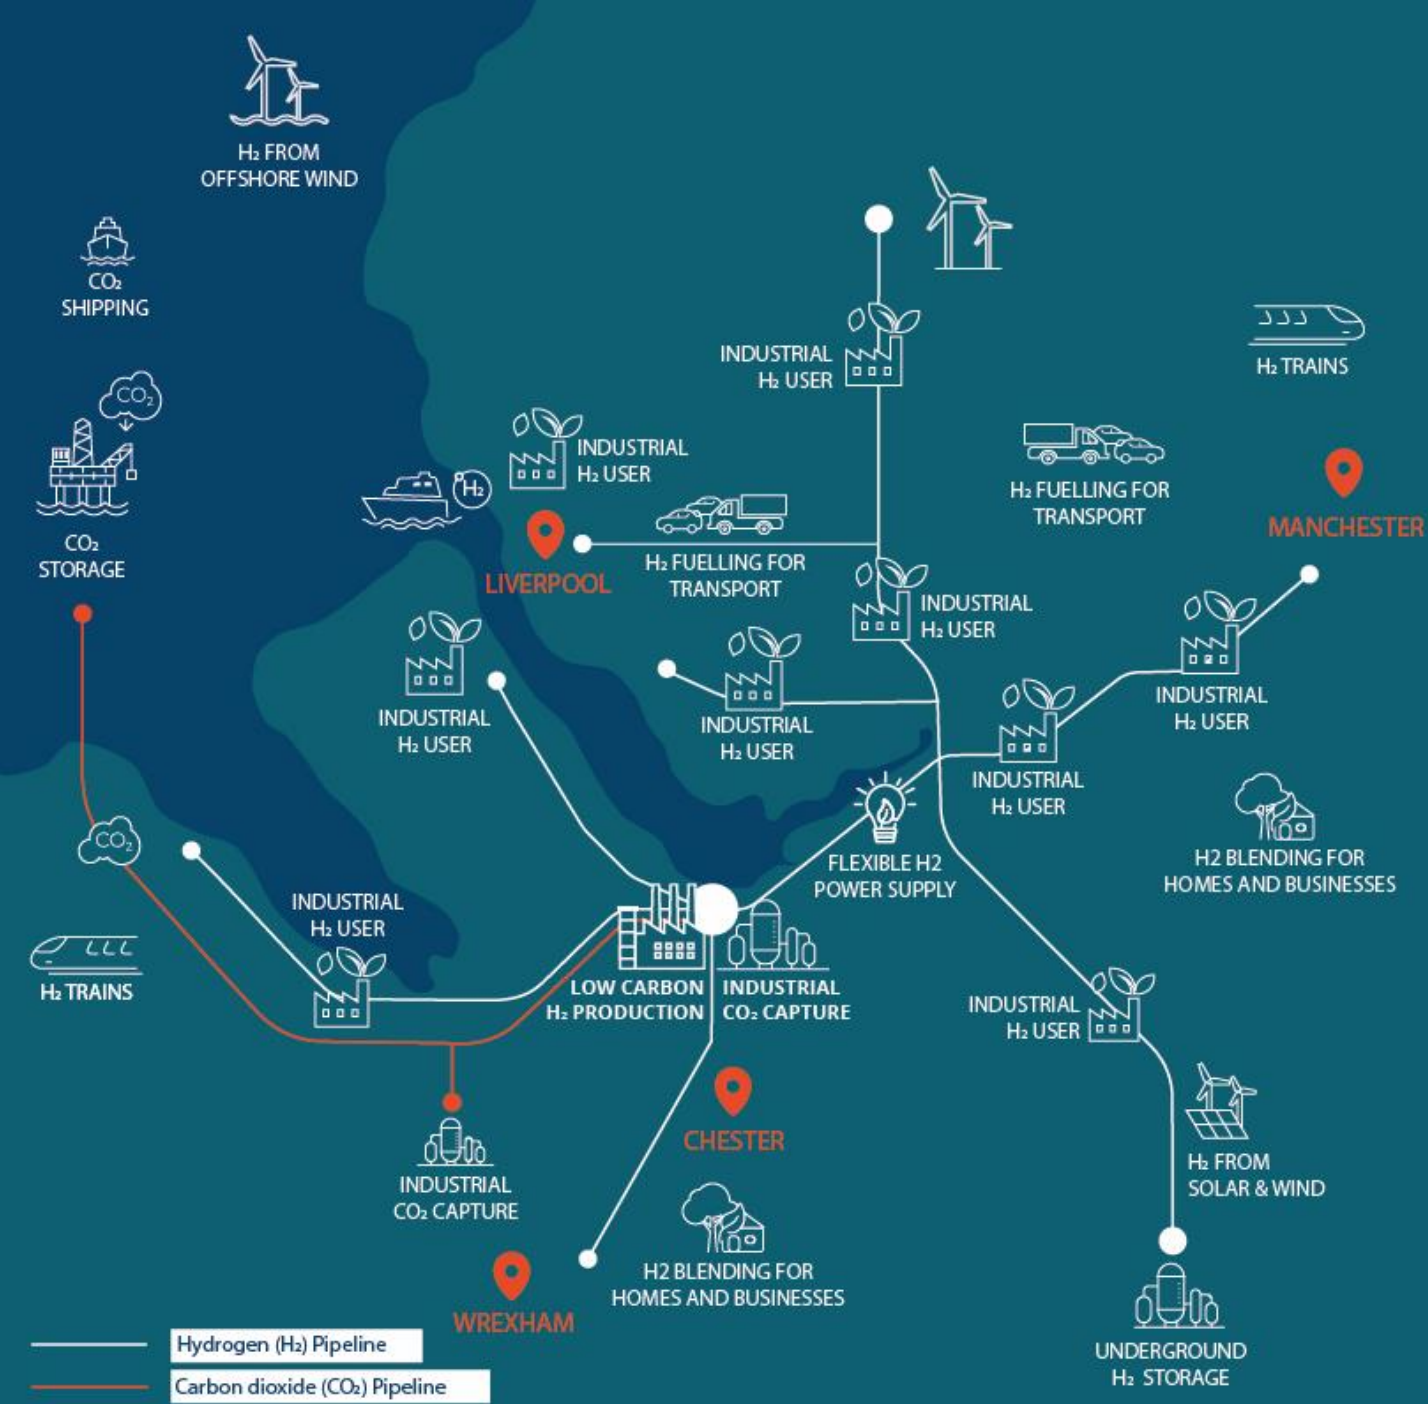 H₂ FROM
OFFSHORE WIND
CO₂
SHIPPING
CO₂
CO₂
STORAGE
H₂
INDUSTRIAL
H₂ USER
LIVERPOOL
H₂ FUELLING FOR
TRANSPORT
INDUSTRIAL
H₂ USER
H₂ TRAINS
H₂ FUELLING FOR
TRANSPORT
MANCHESTER
INDUSTRIAL
H₂ USER
INDUSTRIAL
H₂ USER
INDUSTRIAL
H₂ USER
INDUSTRIAL
H₂ USER
INDUSTRIAL
H₂ USER
CO₂
FLEXIBLE H2
POWER SUPPLY
H2 BLENDING FOR
HOMES AND BUSINESSES
INDUSTRIAL
H₂ USER
H₂ TRAINS
LOW CARBON
H₂ PRODUCTION
INDUSTRIAL
CO₂ CAPTURE
INDUSTRIAL
H₂ USER
CHESTER
INDUSTRIAL
CO₂ CAPTURE
H₂ FROM
SOLAR & WIND
WREXHAM
H2 BLENDING FOR
HOMES AND BUSINESSES
UNDERGROUND
H₂ STORAGE
Hydrogen (H₂) Pipeline
Carbon dioxide (CO₂) Pipeline